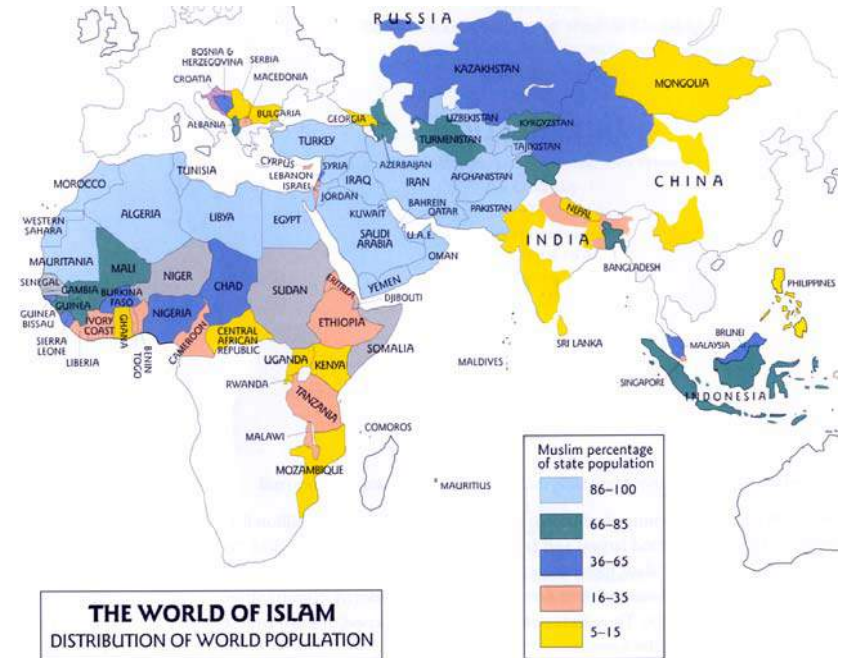 RUSSIA
BOSNIA &
HERZEGOVINA
SERBIA
CROATIA
MACEDONIA
KAZAKHSTAN
MONGOLIA
BULGARIA
ALBANIA
GEORGIA
UZBEKISTAN
KYRGYZSTAN
TURKEY
TURMENISTAN
TAJIKISTAN
TUNISIA
CYRPUS
SYRIA
AZERBAIJAN
LEBANON
ISRAEL
IRAQ
IRAN
AFGHANISTAN
CHINA
MOROCCO
JORDAN
ALGERIA
LIBYA
EGYPT
KUWAIT
BAHREIN
QATAR
PAKISTAN
NEPAL
WESTERN
SAHARA
SAUDI
ARABIA
U.A.E.
INDIA
OMAN
MAURITANIA
MALI
NIGER
BANGLADESH
SENEGAL
CHAD
SUDAN
ERITREA
YEMEN
PHILIPPINES
GAMBIA
BURKINA
FASO
DJIBOUTI
GUINEA
GUINEA
BISSAU
NIGERIA
IVORY
COAST
GHANA
ETHIOPIA
BRUNEI
SIERRA
LEONE
CAMEROON
CENTRAL
AFRICAN
REPUBLIC
SOMALIA
SRI LANKA
MALAYSIA
LIBERIA
TOGO
BENIN
UGANDA
KENYA
MALDIVES
RWANDA
SINGAPORE
INDONESIA
TANZANIA
MALAWI
COMOROS
MOZAMBIQUE
MAURITIUS
Muslim percentage
of state population
86–100
66–85
36–65
16–35
5–15
THE WORLD OF ISLAM
DISTRIBUTION OF WORLD POPULATION